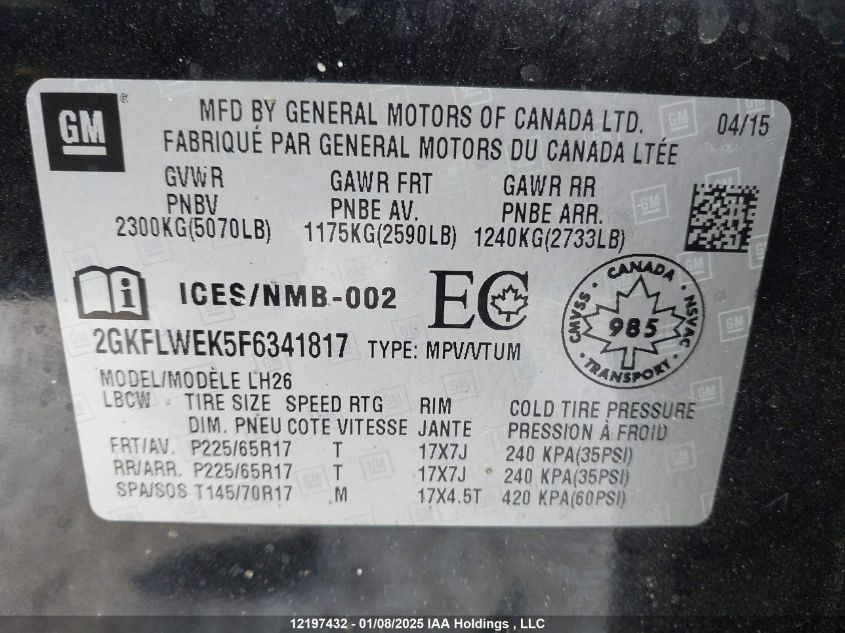 GM
MFD BY GENERAL MOTORS OF CANADA LTD. 04/15
FABRIQUÉ PAR GENERAL MOTORS DU CANADA LTÉE
GVWR GAWR FRT GAWR RR
PNBV PNBE AV. PNBE ARR.
2300KG(5070LB) 1175KG(2590LB) 1240KG(2733LB)
ICES/NMB-002 EC
CANADA
CMVSS 985 NSVAC
TRANSPORT
2GKFLWEK5F6341817 TYPE: MPV/VTUM
MODEL/MODÈLE LH26
LBCW TIRE SIZE SPEED RTG RIM COLD TIRE PRESSURE
DIM. PNEU COTE VITESSE JANTE PRESSION À FROID
FRT/AV. P225/65R17 T 17X7J 240 KPA(35PSI)
RR/ARR. P225/65R17 T 17X7J 240 KPA(35PSI)
SPA/SOS T145/70R17 M 17X4.5T 420 KPA(60PSI)
12197432 - 01/08/2025 IAA Holdings , LLC